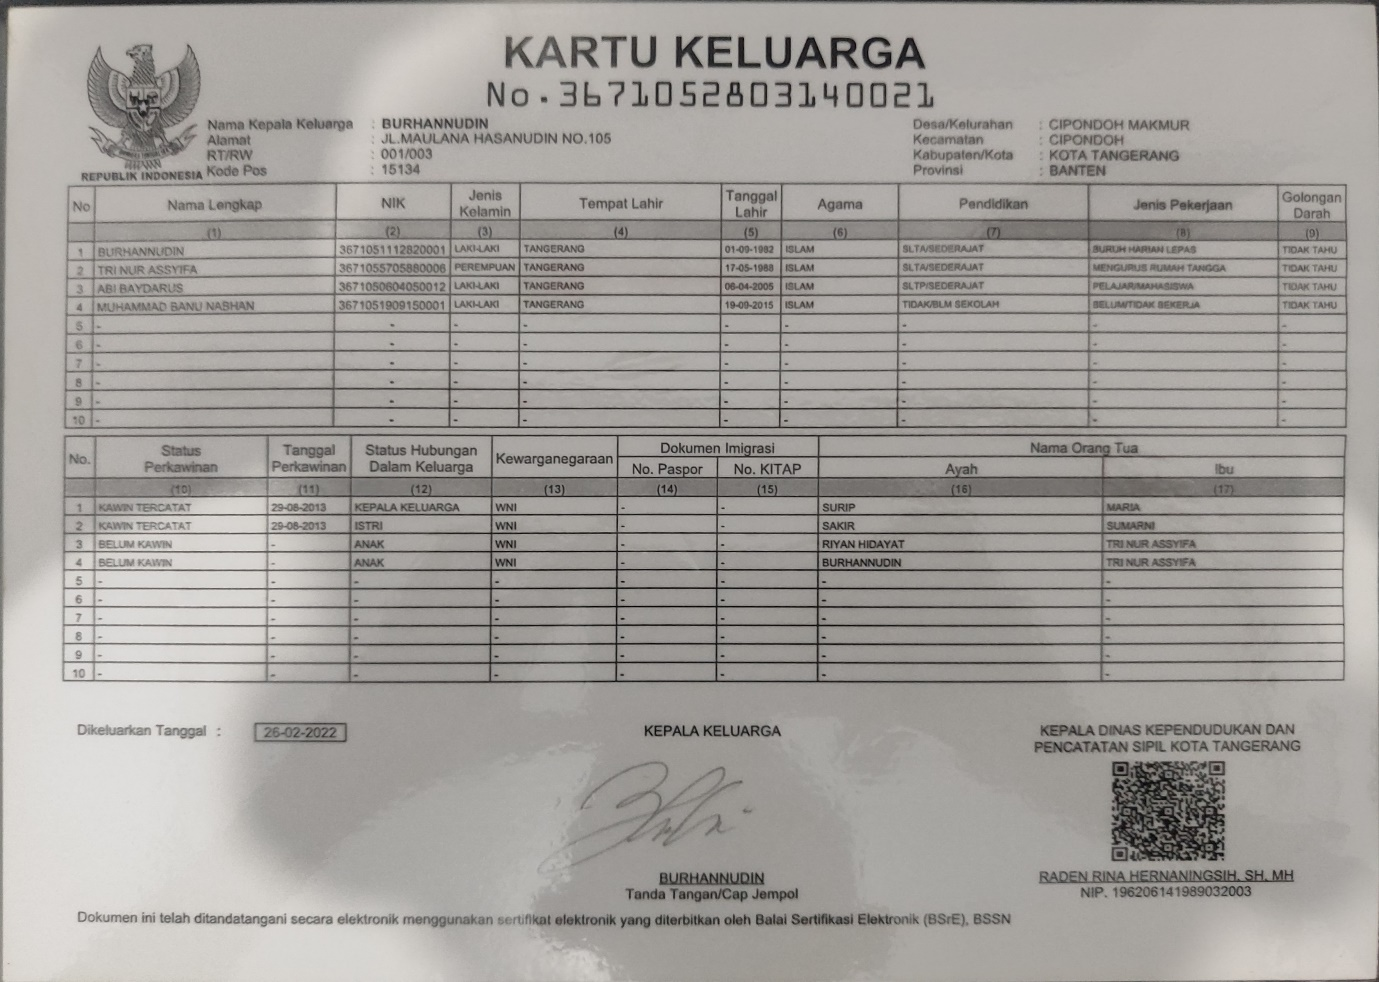 KARTU KELUARGA
No. 3671052803140021
REPUBLIK INDONESIA
Nama Kepala Keluarga : BURHANNUDIN
Alamat : JL.MAULANA HASANUDIN NO.105
RT/RW : 001/003
Kode Pos : 15134
Desa/Kelurahan : CIPONDOH MAKMUR
Kecamatan : CIPONDOH
Kabupaten/Kota : KOTA TANGERANG
Provinsi : BANTEN
No Nama Lengkap NIK Jenis Kelamin Tempat Lahir Tanggal Lahir Agama Pendidikan Jenis Pekerjaan Golongan Darah
(1) (2) (3) (4) (5) (6) (7) (8) (9)
1 BURHANNUDIN 3671051112820001 LAKI-LAKI TANGERANG 01-09-1982 ISLAM SLTA/SEDERAJAT BURUH HARIAN LEPAS TIDAK TAHU
2 TRI NUR ASSYIFA 3671055705880006 PEREMPUAN TANGERANG 17-05-1988 ISLAM SLTA/SEDERAJAT MENGURUS RUMAH TANGGA TIDAK TAHU
3 ABI BAYDARUS 3671050604050012 LAKI-LAKI TANGERANG 06-04-2005 ISLAM SLTP/SEDERAJAT PELAJAR/MAHASISWA TIDAK TAHU
4 MUHAMMAD BANU NABHAN 3671051909150001 LAKI-LAKI TANGERANG 19-09-2015 ISLAM TIDAK/BLM SEKOLAH BELUM/TIDAK BEKERJA TIDAK TAHU
5 - - - - - - - - -
6 - - - - - - - - -
7 - - - - - - - - -
8 - - - - - - - - -
9 - - - - - - - - -
10 - - - - - - - - -
No. Status Perkawinan Tanggal Perkawinan Status Hubungan Dalam Keluarga Kewarganegaraan Dokumen Imigrasi Nama Orang Tua
No. Paspor No. KITAP Ayah Ibu
(10) (11) (12) (13) (14) (15) (16) (17)
1 KAWIN TERCATAT 29-08-2013 KEPALA KELUARGA WNI - - SURIP MARIA
2 KAWIN TERCATAT 29-08-2013 ISTRI WNI - - SAKIR SUMARNI
3 BELUM KAWIN - ANAK WNI - - RIYAN HIDAYAT TRI NUR ASSYIFA
4 BELUM KAWIN - ANAK WNI - - BURHANNUDIN TRI NUR ASSYIFA
5 - - - - - - - -
6 - - - - - - - -
7 - - - - - - - -
8 - - - - - - - -
9 - - - - - - - -
10 - - - - - - - -
Dikeluarkan Tanggal : 26-02-2022
KEPALA KELUARGA
BURHANNUDIN
Tanda Tangan/Cap Jempol
KEPALA DINAS KEPENDUDUKAN DAN
PENCATATAN SIPIL KOTA TANGERANG
RADEN RINA HERNANINGSIH, SH, MH
NIP. 196206141989032003
Dokumen ini telah ditandatangani secara elektronik menggunakan sertifikat elektronik yang diterbitkan oleh Balai Sertifikasi Elektronik (BSrE), BSSN